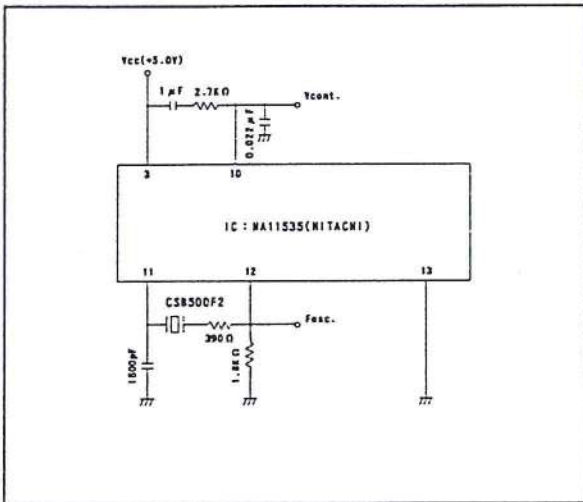 Vcc(+5.0V)
1μF 2.7KΩ
Vcont.
0.022μF
3 10
IC : HA11535(HITACHI)
11 12 13
CSB500F2
Fosc.
390Ω
1.8KΩ